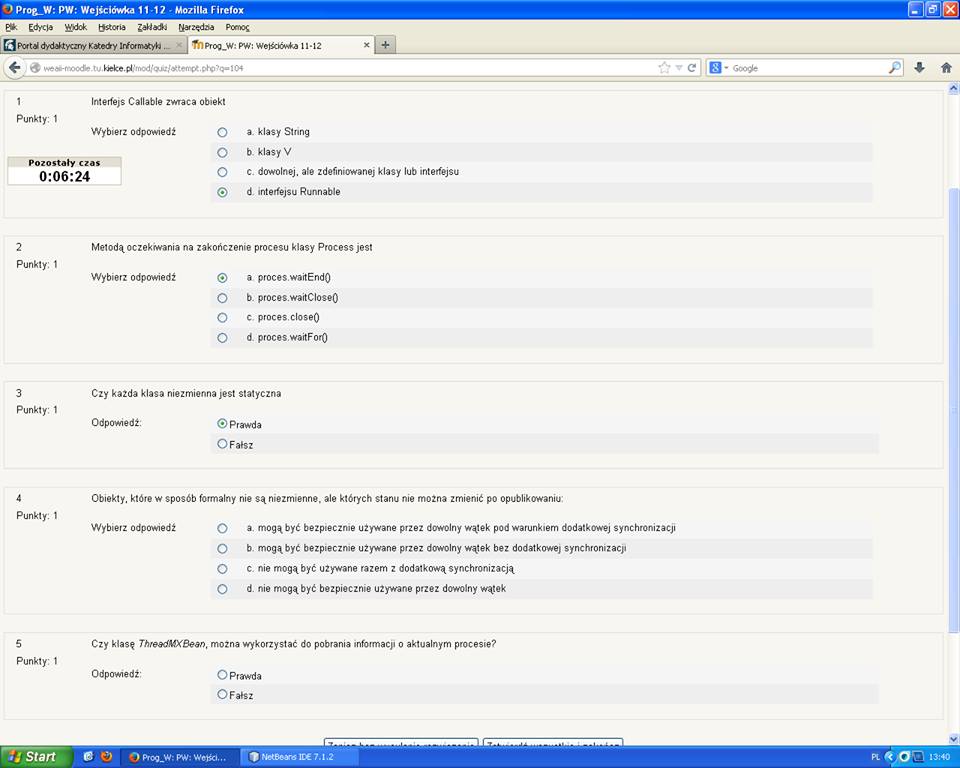 Prog_W: PW: Wejściówka 11-12 - Mozilla Firefox
Plik Edycja Widok Historia Zakładki Narzędzia Pomoc
Portal dydaktyczny Katedry Informatyki ... Prog_W: PW: Wejściówka 11-12
weaii-moodle.tu.kielce.pl/mod/quiz/attempt.php?q=104 Google
1 Interfejs Callable zwraca obiekt
Punkty: 1
Wybierz odpowiedź a. klasy String
b. klasy V
Pozostały czas
0:06:24
c. dowolnej, ale zdefiniowanej klasy lub interfejsu
d. interfejsu Runnable
2 Metodą oczekiwania na zakończenie procesu klasy Process jest
Punkty: 1
Wybierz odpowiedź a. proces.waitEnd()
b. proces.waitClose()
c. proces.close()
d. proces.waitFor()
3 Czy każda klasa niezmienna jest statyczna
Punkty: 1
Odpowiedź: Prawda
Fałsz
4 Obiekty, które w sposób formalny nie są niezmienne, ale których stanu nie można zmienić po opublikowaniu:
Punkty: 1
Wybierz odpowiedź a. mogą być bezpiecznie używane przez dowolny wątek pod warunkiem dodatkowej synchronizacji
b. mogą być bezpiecznie używane przez dowolny wątek bez dodatkowej synchronizacji
c. nie mogą być używane razem z dodatkową synchronizacją
d. nie mogą być bezpiecznie używane przez dowolny wątek
5 Czy klasę ThreadMXBean, można wykorzystać do pobrania informacji o aktualnym procesie?
Punkty: 1
Odpowiedź: Prawda
Fałsz
Start Prog_W: PW: Wejści... NetBeans IDE 7.1.2 PL 13:40